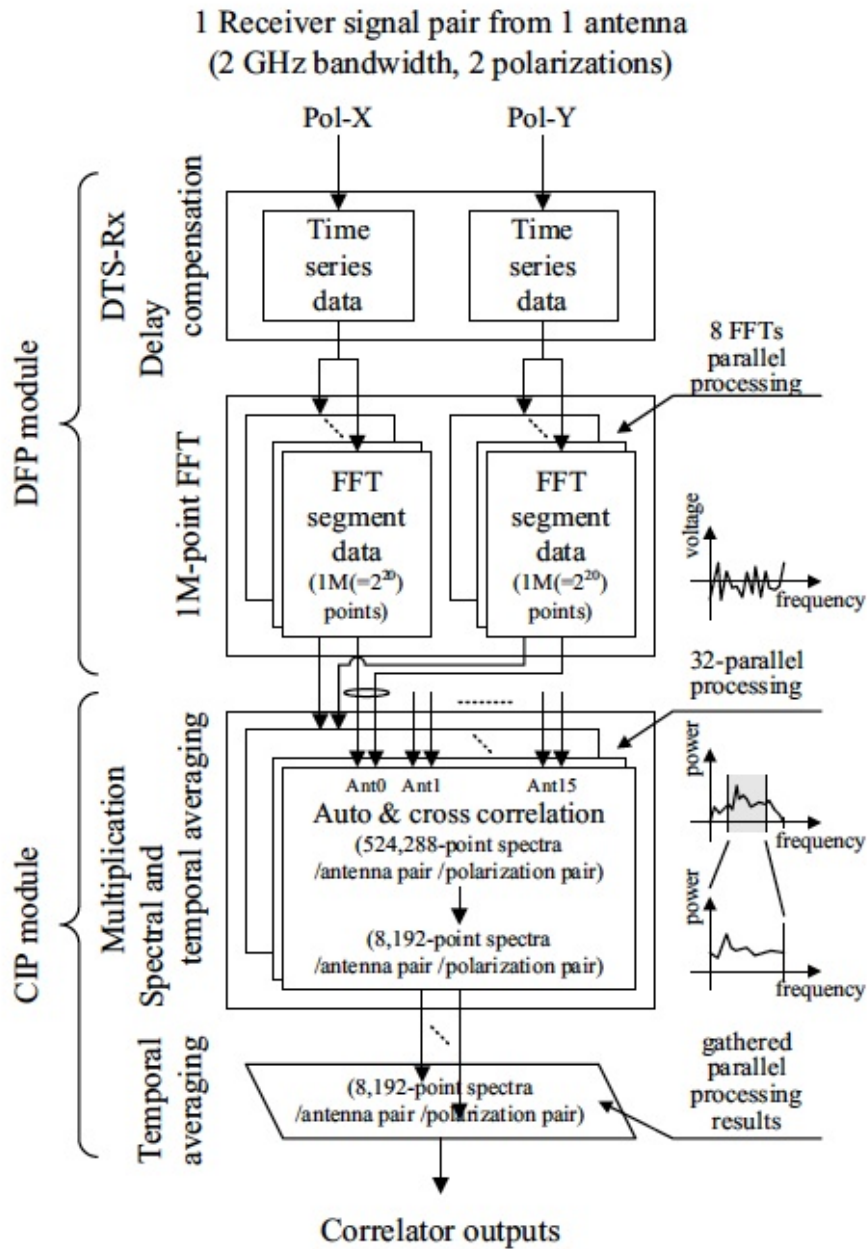 1 Receiver signal pair from 1 antenna
(2 GHz bandwidth, 2 polarizations)
Pol-X
Pol-Y
DFP module
DTS-Rx
Delay
compensation
Time
series
data
Time
series
data
8 FFTs
parallel
processing
1M-point FFT
FFT
segment
data
(1M(=2²⁰)
points)
FFT
segment
data
(1M(=2²⁰)
points)
voltage
frequency
32-parallel
processing
CIP module
Multiplication
Spectral and
temporal averaging
Ant0
Ant1
Ant15
Auto & cross correlation
(524,288-point spectra
/antenna pair /polarization pair)
(8,192-point spectra
/antenna pair /polarization pair)
power
frequency
power
frequency
Temporal
averaging
(8,192-point spectra
/antenna pair /polarization pair)
gathered
parallel
processing
results
Correlator outputs